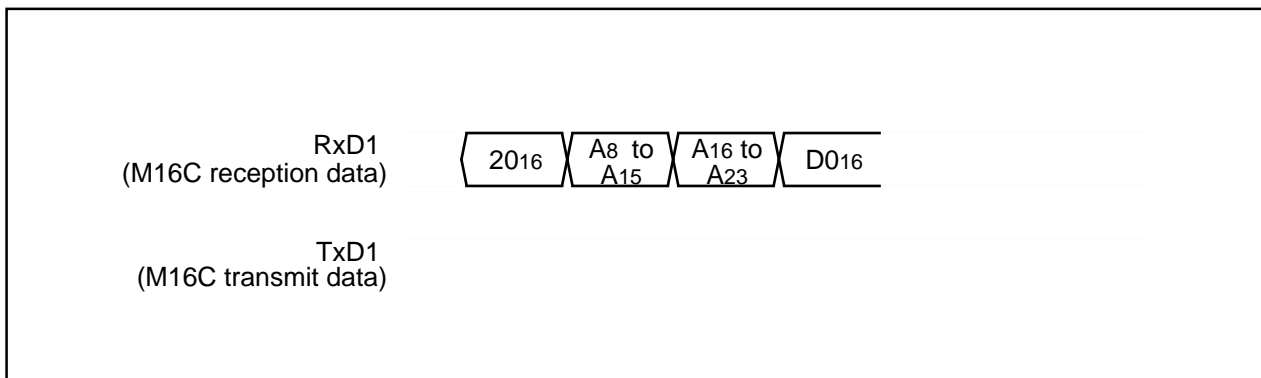 RxD1
(M16C reception data)
2016
A8 to
A15
A16 to
A23
D016
TxD1
(M16C transmit data)